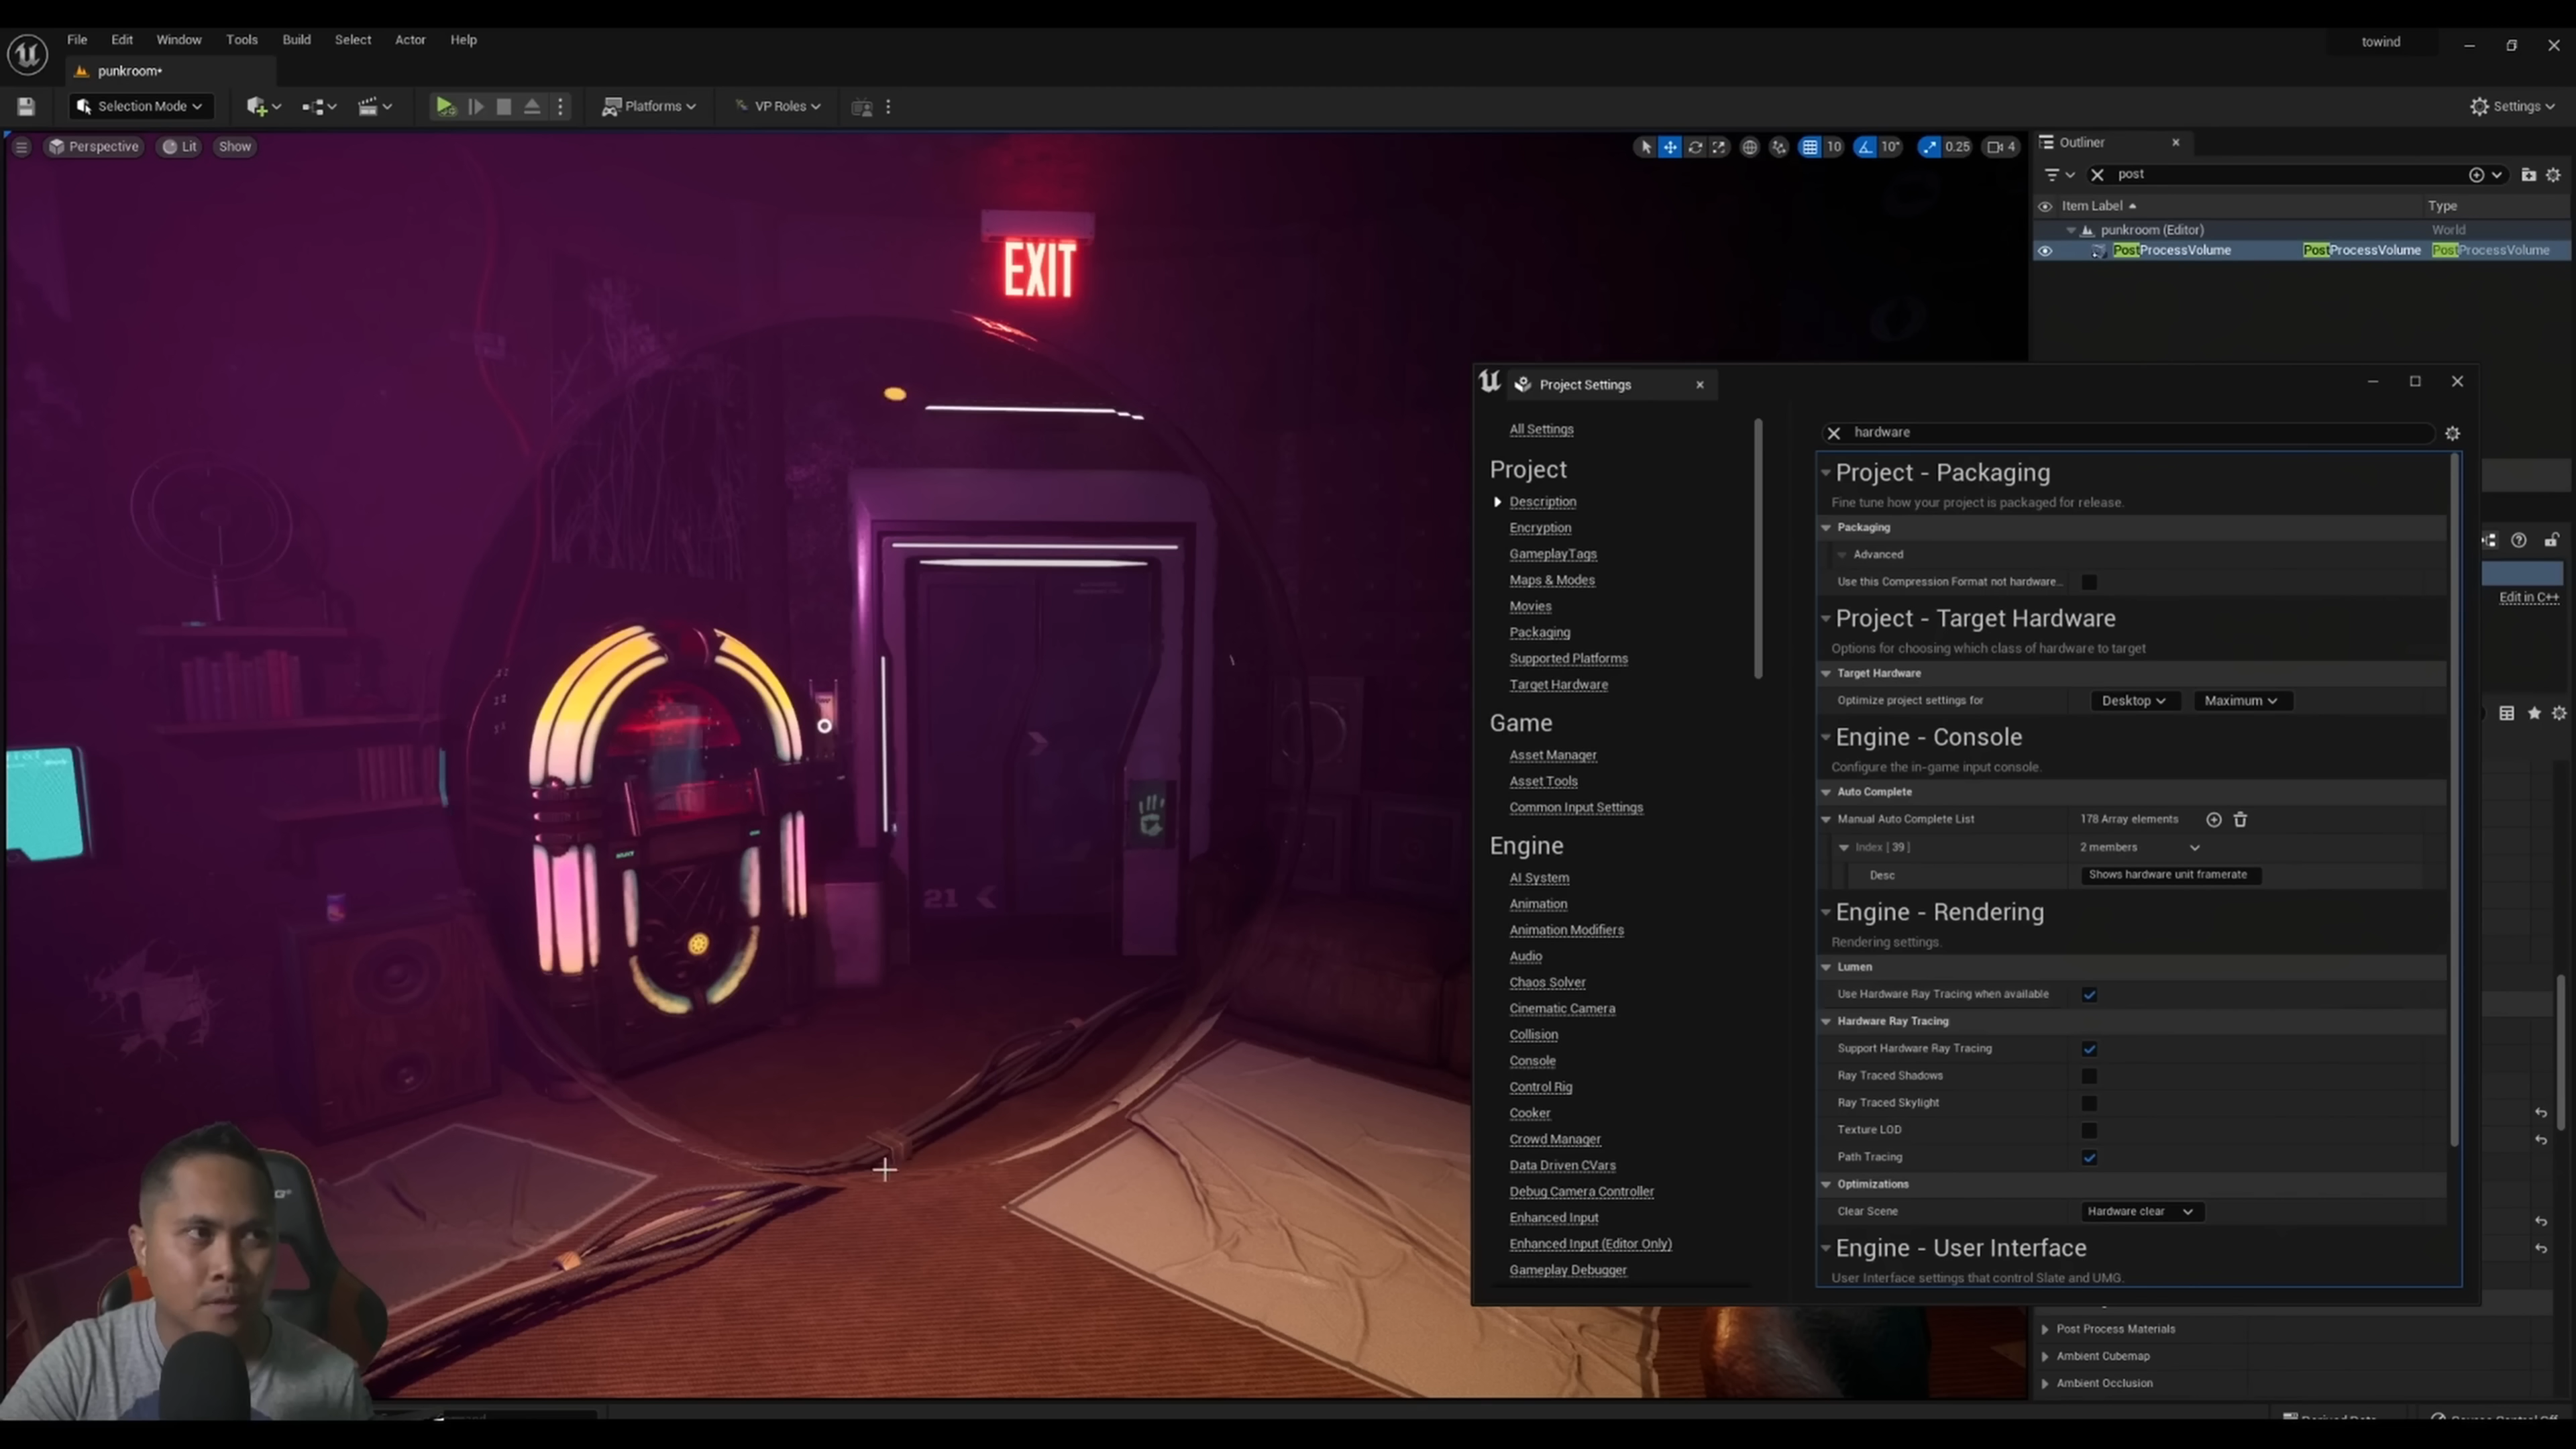 File Edit Window Tools Build Select Actor Help
towind
punkroom•
Selection Mode
Platforms
VP Roles
Settings
Perspective
Lit
Show
10
10°
0.25
4
Outliner
post
Item Label
Type
punkroom (Editor)
World
PostProcessVolume
PostProcessVolume
PostProcessVolume
EXIT
21
Project Settings
All Settings
Project
Description
Encryption
GameplayTags
Maps & Modes
Movies
Packaging
Supported Platforms
Target Hardware
Game
Asset Manager
Asset Tools
Common Input Settings
Engine
AI System
Animation
Animation Modifiers
Audio
Chaos Solver
Cinematic Camera
Collision
Console
Control Rig
Cooker
Crowd Manager
Data Driven CVars
Debug Camera Controller
Enhanced Input
Enhanced Input (Editor Only)
Gameplay Debugger
hardware
Project - Packaging
Fine tune how your project is packaged for release.
Packaging
Advanced
Use this Compression Format not hardware...
Project - Target Hardware
Options for choosing which class of hardware to target
Target Hardware
Optimize project settings for
Desktop
Maximum
Engine - Console
Configure the in-game input console.
Auto Complete
Manual Auto Complete List
178 Array elements
Index [ 39 ]
2 members
Desc
Shows hardware unit framerate
Engine - Rendering
Rendering settings.
Lumen
Use Hardware Ray Tracing when available
Hardware Ray Tracing
Support Hardware Ray Tracing
Ray Traced Shadows
Ray Traced Skylight
Texture LOD
Path Tracing
Optimizations
Clear Scene
Hardware clear
Engine - User Interface
User Interface settings that control Slate and UMG.
Edit in C++
Post Process Materials
Ambient Cubemap
Ambient Occlusion